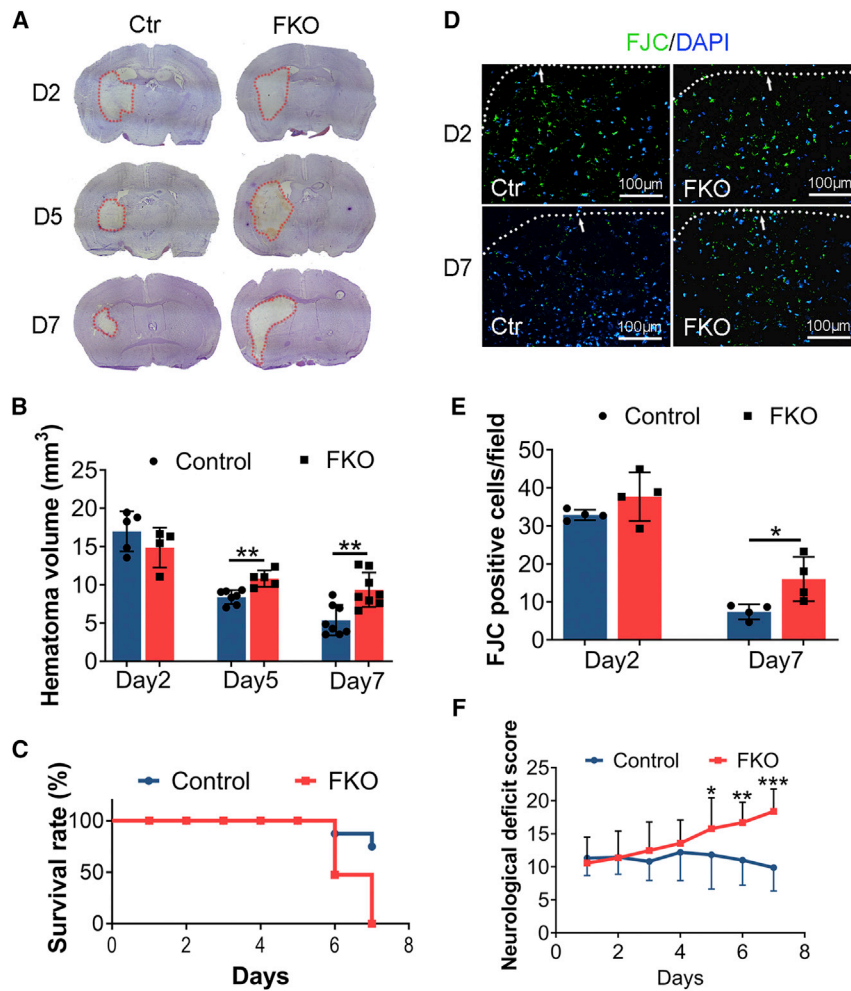 A
Ctr FKO
D2
D5
D7
B
Control FKO
Hematoma volume (mm³)
25
20
15
10
5
0
** **
Day2 Day5 Day7
C
Control FKO
Survival rate (%)
100
50
0
0 2 4 6 8
Days
D
FJC/DAPI
D2
Ctr 100μm FKO 100μm
D7
Ctr 100μm FKO 100μm
E
Control FKO
FJC positive cells/field
50
40
30
20
10
0
*
Day2 Day7
F
Control FKO
Neurological deficit score
25
20
15
10
5
0
* ** ***
0 2 4 6 8
Days